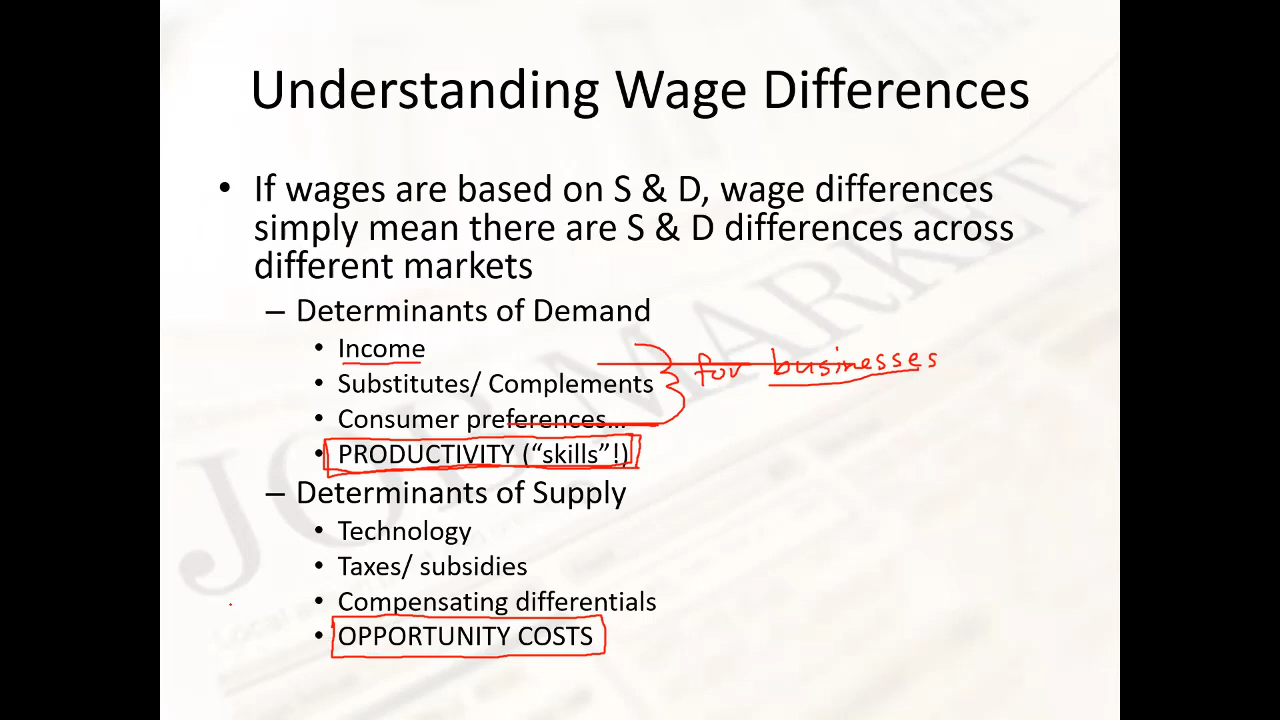 Understanding Wage Differences
• If wages are based on S & D, wage differences
simply mean there are S & D differences across
different markets
– Determinants of Demand
• Income
• Substitutes/ Complements
• Consumer preferences...
for businesses
• PRODUCTIVITY (“skills”!)
– Determinants of Supply
• Technology
• Taxes/ subsidies
• Compensating differentials
• OPPORTUNITY COSTS
JOB MARKET